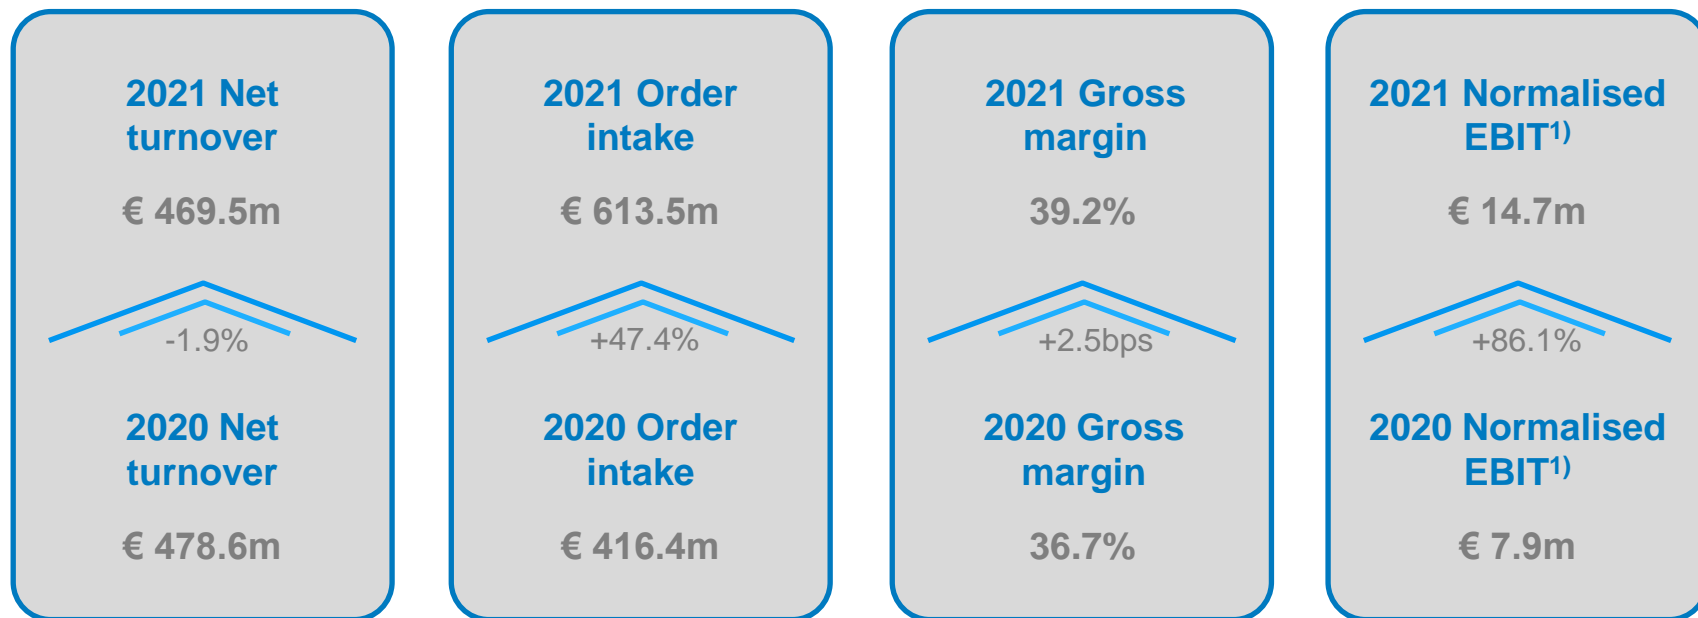 2021 Net
turnover
€ 469.5m
-1.9%
2020 Net
turnover
€ 478.6m
2021 Order
intake
€ 613.5m
+47.4%
2020 Order
intake
€ 416.4m
2021 Gross
margin
39.2%
+2.5bps
2020 Gross
margin
36.7%
2021 Normalised
EBIT1)
€ 14.7m
+86.1%
2020 Normalised
EBIT1)
€ 7.9m